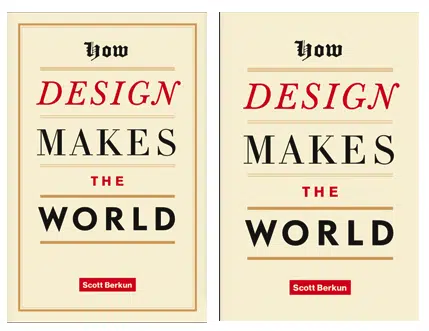 How
DESIGN
MAKES
THE
WORLD
Scott Berkun
How
DESIGN
MAKES
THE
WORLD
Scott Berkun